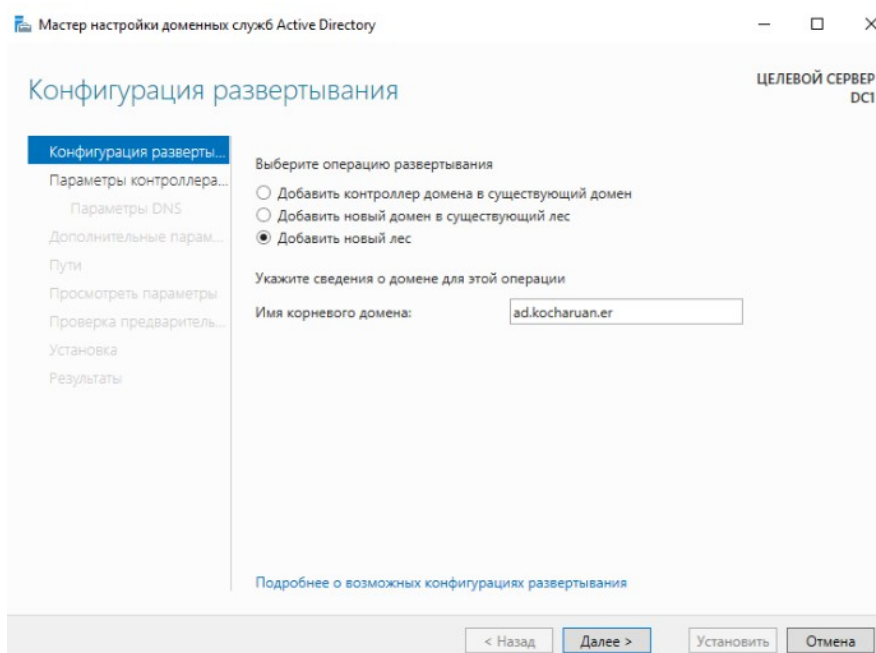 Мастер настройки доменных служб Active Directory
Конфигурация развертывания
ЦЕЛЕВОЙ СЕРВЕР
DC1
Конфигурация разверты...
Параметры контроллера...
Параметры DNS
Дополнительные парам...
Пути
Просмотреть параметры
Проверка предваритель...
Установка
Результаты
Выберите операцию развертывания
Добавить контроллер домена в существующий домен
Добавить новый домен в существующий лес
Добавить новый лес
Укажите сведения о домене для этой операции
Имя корневого домена: ad.kocharuan.er
Подробнее о возможных конфигурациях развертывания
< Назад Далее > Установить Отмена